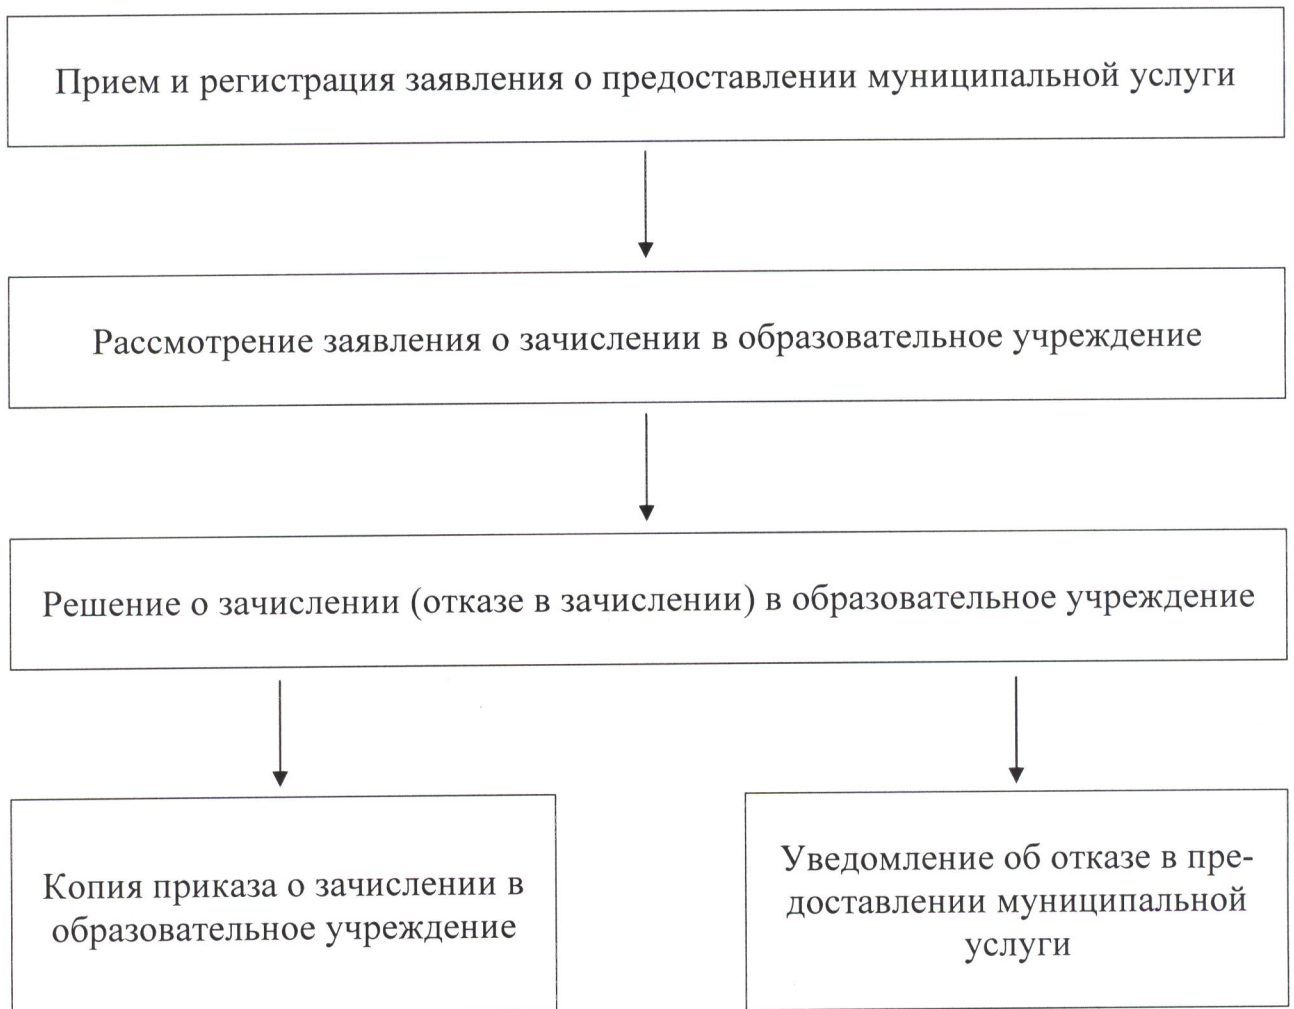 Прием и регистрация заявления о предоставлении муниципальной услуги
Рассмотрение заявления о зачислении в образовательное учреждение
Решение о зачислении (отказе в зачислении) в образовательное учреждение
Копия приказа о зачислении в
образовательное учреждение
Уведомление об отказе в пре-
доставлении муниципальной
услуги